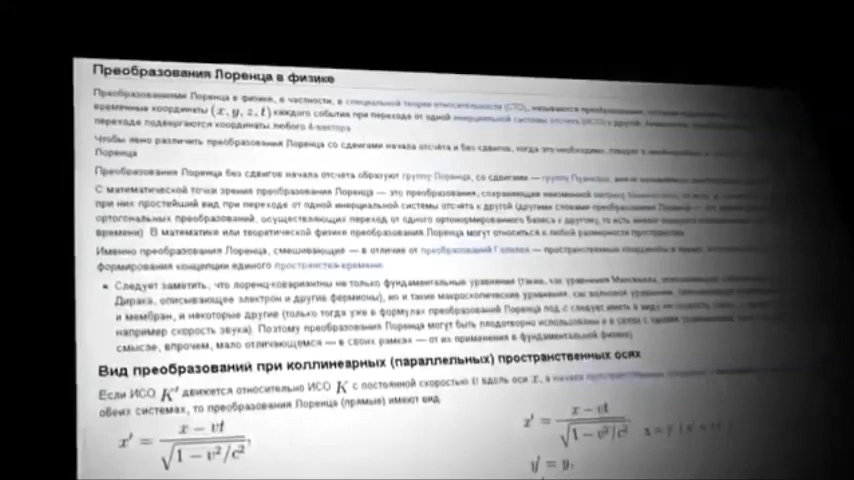 Преобразования Лоренца в физике
Преобразованиями Лоренца в физике, в частности, в специальной теории относительности (СТО), называются преобразования,
временные координаты (x, y, z, t) каждого события при переходе от одной инерциальной системы отсчета (ИСО) к другой.
переходе подвергаются координаты любого 4-вектора
Чтобы явно различить преобразования Лоренца со сдвигами начала отсчёта и без сдвигов, когда это необходимо, говорят о
Лоренца
Преобразования Лоренца без сдвигов начала отсчета образуют группу Лоренца, со сдвигами — группу Пуанкаре,
С математической точки зрения преобразования Лоренца — это преобразования, сохраняющие неизменной метрику
при них простейший вид при переходе от одной инерциальной системы отсчёта к другой (другими словами преобразования Лоренца — это
ортогональных преобразований, осуществляющих переход от одного ортонормированного базиса к другому, то есть
времени) В математике или теоретической физике преобразования Лоренца могут относиться к любой размерности пространства
Именно преобразования Лоренца, смешивающие — в отличие от преобразований Галилея — пространственные координаты и
формирования концепции единого пространства-времени
• Следует заметить, что лоренц-ковариантны не только фундаментальные уравнения (такие, как уравнения Максвелла,
Дирака, описывающее электрон и другие фермионы), но и такие макроскопические уравнения, как волновое уравнение,
и мембран, и некоторые другие (только тогда уже в формулах преобразований Лоренца под c следует иметь в виду не скорость
например скорость звука) Поэтому преобразования Лоренца могут быть плодотворно использованы и в связи с такими
смысле, впрочем, мало отличающемся — в своих рамках — от их применения в фундаментальной физике)
Вид преобразований при коллинеарных (параллельных) пространственных осях
Если ИСО K′ движется относительно ИСО K с постоянной скоростью v вдоль оси x, а начала пространственных координат
обеих системах, то преобразования Лоренца (прямые) имеют вид
x′ = (x − vt)/√(1 − v²/c²),
x′ = (x − vt)/√(1 − v²/c²)
y′ = y,